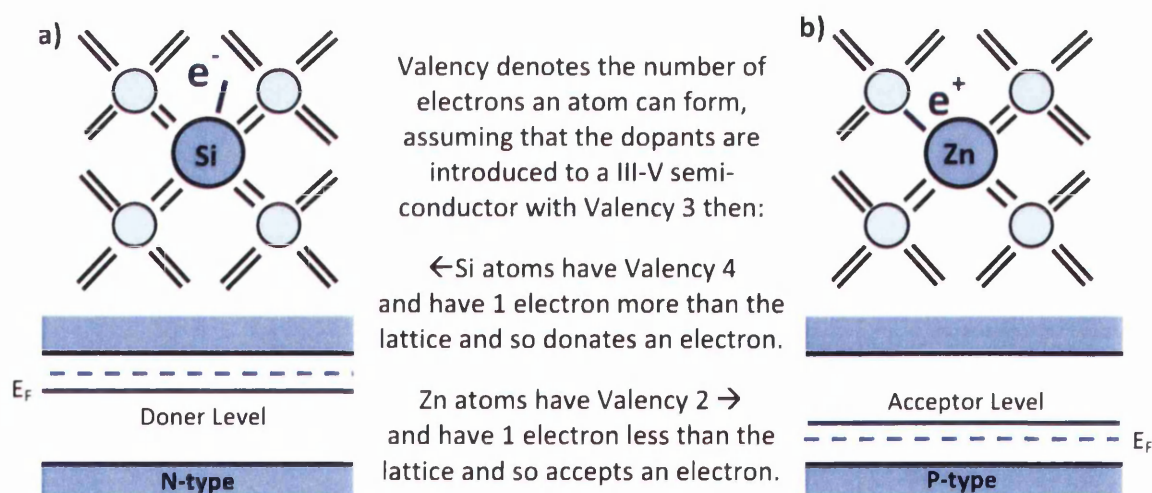 a)
e-
Si
E_F
Doner Level
N-type
Valency denotes the number of
electrons an atom can form,
assuming that the dopants are
introduced to a III-V semi-
conductor with Valency 3 then:
←Si atoms have Valency 4
and have 1 electron more than the
lattice and so donates an electron.
Zn atoms have Valency 2 →
and have 1 electron less than the
lattice and so accepts an electron.
b)
e+
Zn
Acceptor Level
E_F
P-type